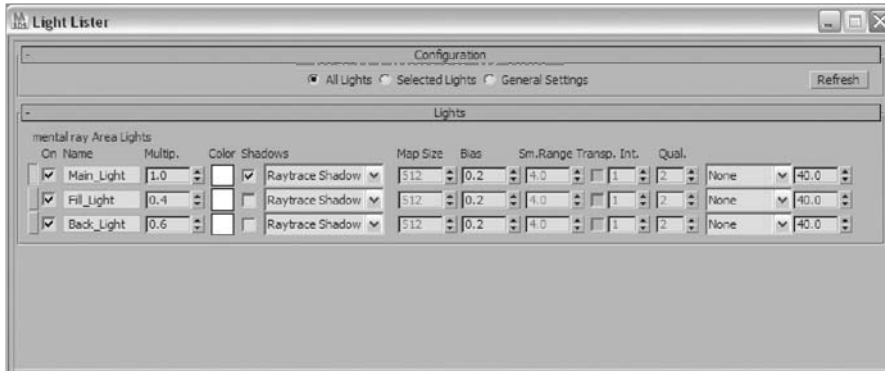 Light Lister
Configuration
All Lights Selected Lights General Settings Refresh
Lights
mental ray Area Lights
On Name Multip. Color Shadows Map Size Bias Sm.Range Transp. Int. Qual.
Main_Light 1.0 Raytrace Shadow 512 0.2 4.0 1 2 None 40.0
Fill_Light 0.4 Raytrace Shadow 512 0.2 4.0 1 2 None 40.0
Back_Light 0.6 Raytrace Shadow 512 0.2 4.0 1 2 None 40.0